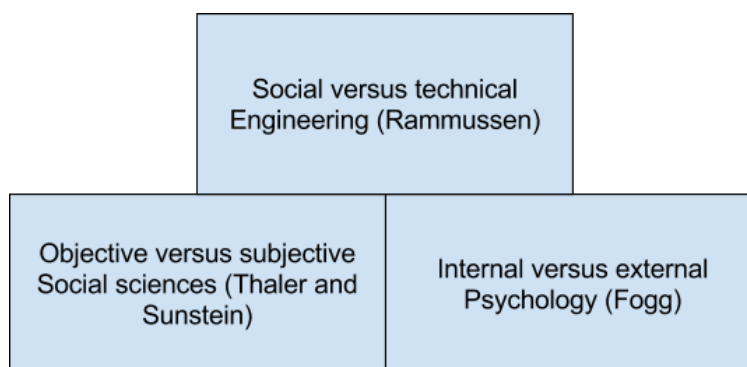 Social versus technical
Engineering (Rammussen)
Objective versus subjective
Social sciences (Thaler and
Sunstein)
Internal versus external
Psychology (Fogg)